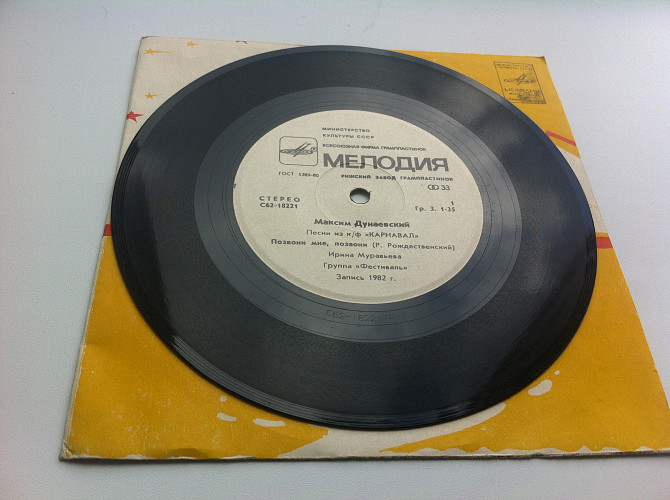 МИНИСТЕРСТВО
КУЛЬТУРЫ СССР
ВСЕСОЮЗНАЯ ФИРМА ГРАМПЛАСТИНОК
МЕЛОДИЯ
ГОСТ 5289-80
РИЖСКИЙ ЗАВОД ГРАМПЛАСТИНОК
33
СТЕРЕО
С62-18221
1
Гр. 3. 1-25
Максим Дунаевский
Песни из к/ф «КАРНАВАЛ»
Позвони мне, позвони (Р. Рождественский)
Ирина Муравьева
Группа «Фестиваль»
Запись 1982 г.